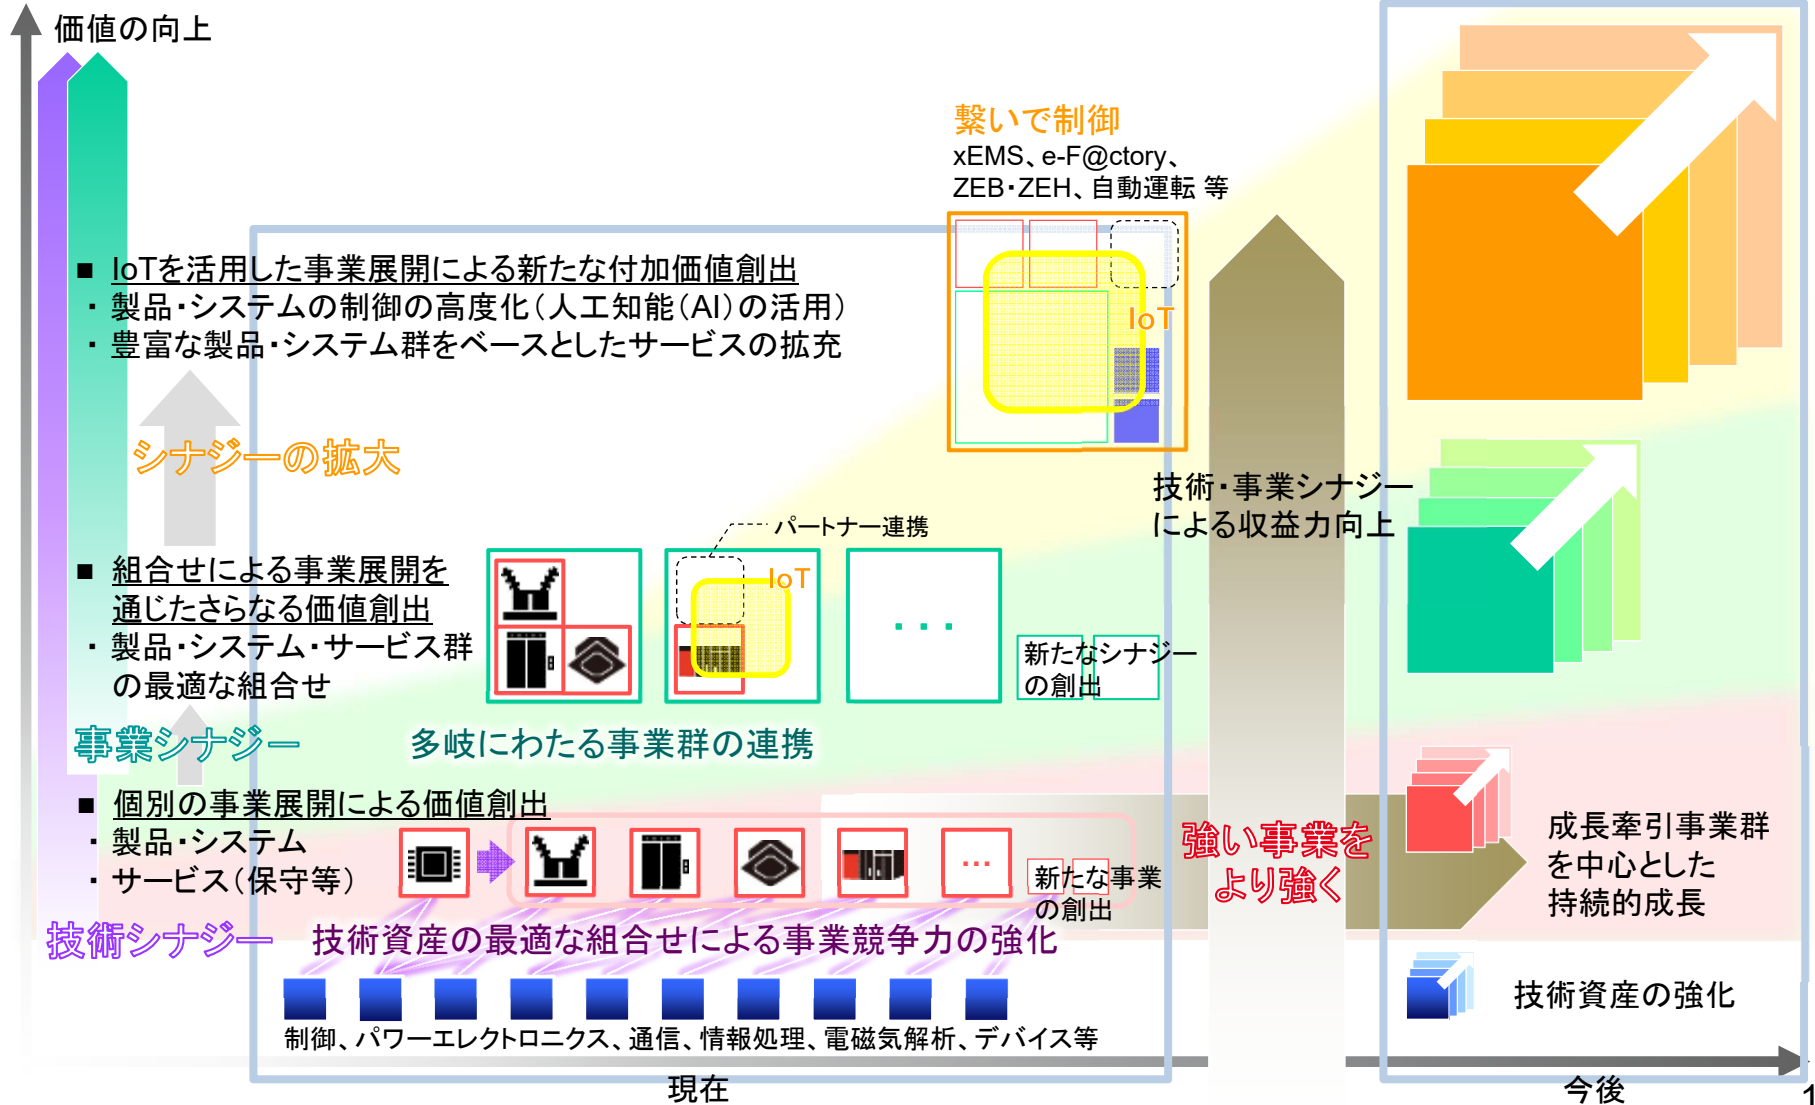 価値の向上
繋いで制御
xEMS、e-F@ctory、
ZEB・ZEH、自動運転 等
■ IoTを活用した事業展開による新たな付加価値創出
・ 製品・システムの制御の高度化（人工知能（AI）の活用）
・ 豊富な製品・システム群をベースとしたサービスの拡充
IoT
シナジーの拡大
技術・事業シナジー
による収益力向上
パートナー連携
■ 組合せによる事業展開を
通じたさらなる価値創出
・ 製品・システム・サービス群
の最適な組合せ
IoT
・・・
新たなシナジー
の創出
事業シナジー
多岐にわたる事業群の連携
■ 個別の事業展開による価値創出
・ 製品・システム
・ サービス（保守等）
…
新たな事業
の創出
強い事業を
より強く
成長牽引事業群
を中心とした
持続的成長
技術シナジー
技術資産の最適な組合せによる事業競争力の強化
技術資産の強化
制御、パワーエレクトロニクス、通信、情報処理、電磁気解析、デバイス等
現在
今後
1